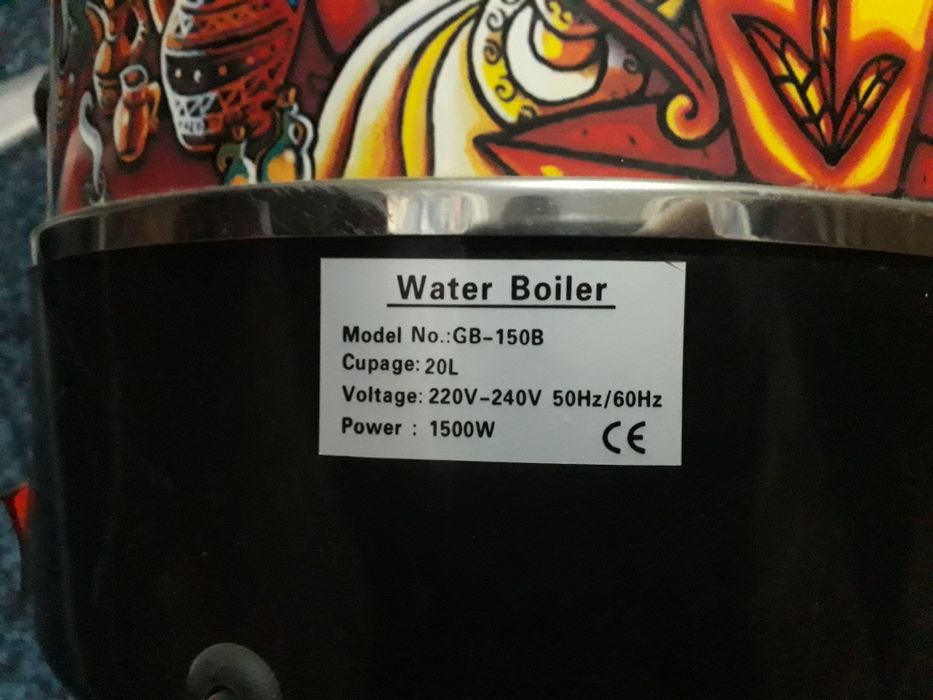 Water Boiler
Model No.:GB-150B
Cupage: 20L
Voltage: 220V-240V 50Hz/60Hz
Power : 1500W
CE